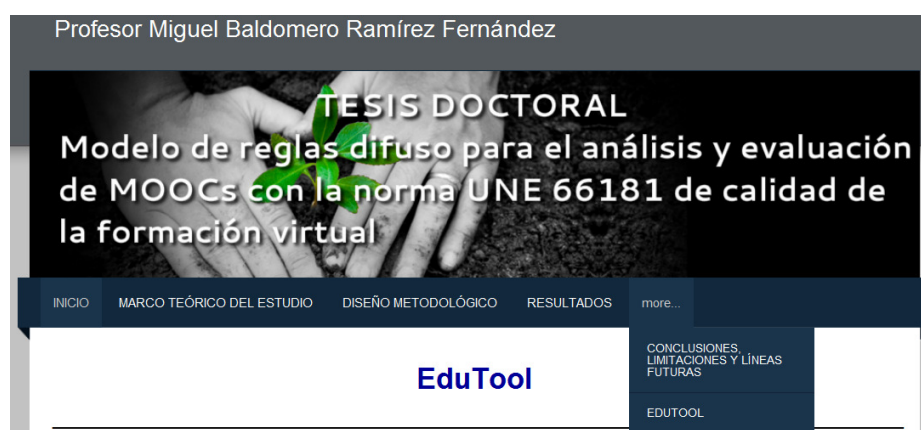 Profesor Miguel Baldomero Ramírez Fernández
TESIS DOCTORAL
Modelo de reglas difuso para el análisis y evaluación
de MOOCs con la norma UNE 66181 de calidad de
la formación virtual
INICIO MARCO TEÓRICO DEL ESTUDIO DISEÑO METODOLÓGICO RESULTADOS more...
CONCLUSIONES,
LIMITACIONES Y LÍNEAS
FUTURAS
EduTool
EDUTOOL